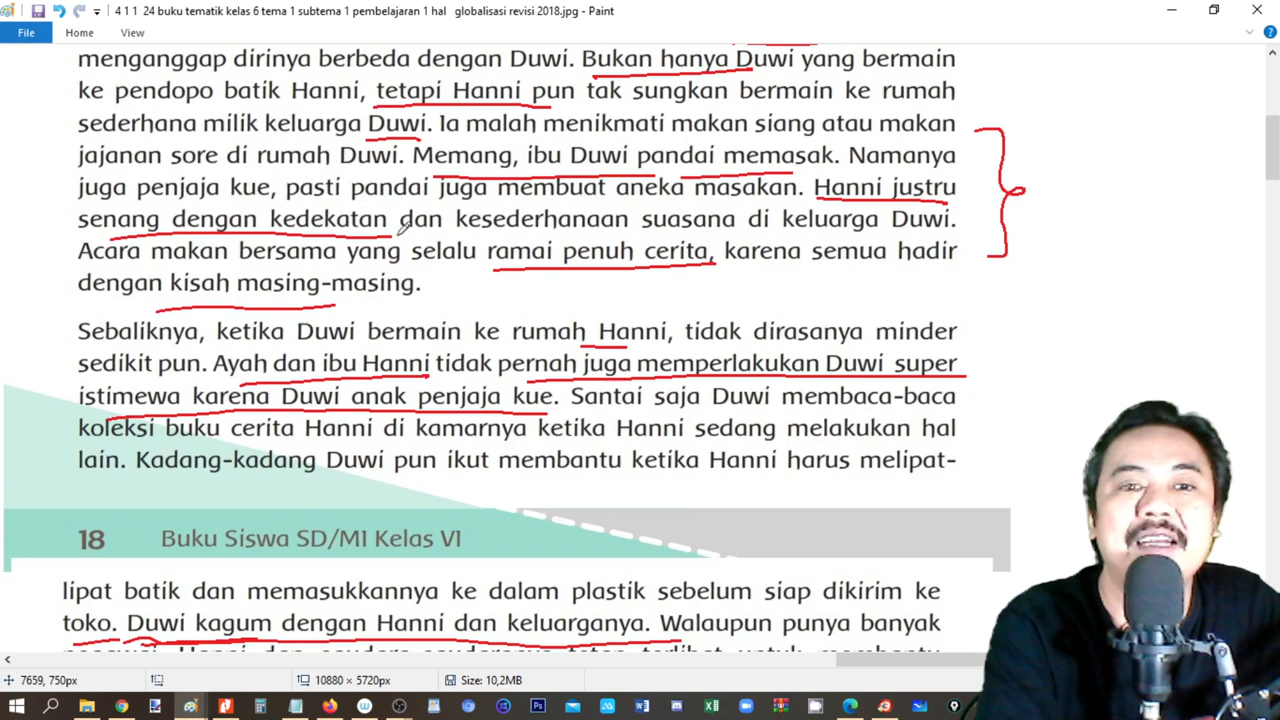 4 1 1 24 buku tematik kelas 6 tema 1 subtema 1 pembelajaran 1 hal globalisasi revisi 2018.jpg - Paint
File Home View
menganggap dirinya berbeda dengan Duwi. Bukan hanya Duwi yang bermain
ke pendopo batik Hanni, tetapi Hanni pun tak sungkan bermain ke rumah
sederhana milik keluarga Duwi. Ia malah menikmati makan siang atau makan
jajanan sore di rumah Duwi. Memang, ibu Duwi pandai memasak. Namanya
juga penjaja kue, pasti pandai juga membuat aneka masakan. Hanni justru
senang dengan kedekatan dan kesederhanaan suasana di keluarga Duwi.
Acara makan bersama yang selalu ramai penuh cerita, karena semua hadir
dengan kisah masing-masing.
Sebaliknya, ketika Duwi bermain ke rumah Hanni, tidak dirasanya minder
sedikit pun. Ayah dan ibu Hanni tidak pernah juga memperlakukan Duwi super
istimewa karena Duwi anak penjaja kue. Santai saja Duwi membaca-baca
koleksi buku cerita Hanni di kamarnya ketika Hanni sedang melakukan hal
lain. Kadang-kadang Duwi pun ikut membantu ketika Hanni harus melipat-
18 Buku Siswa SD/MI Kelas VI
lipat batik dan memasukkannya ke dalam plastik sebelum siap dikirim ke
toko. Duwi kagum dengan Hanni dan keluarganya. Walaupun punya banyak
7659, 750px 10880 × 5720px Size: 10,2MB